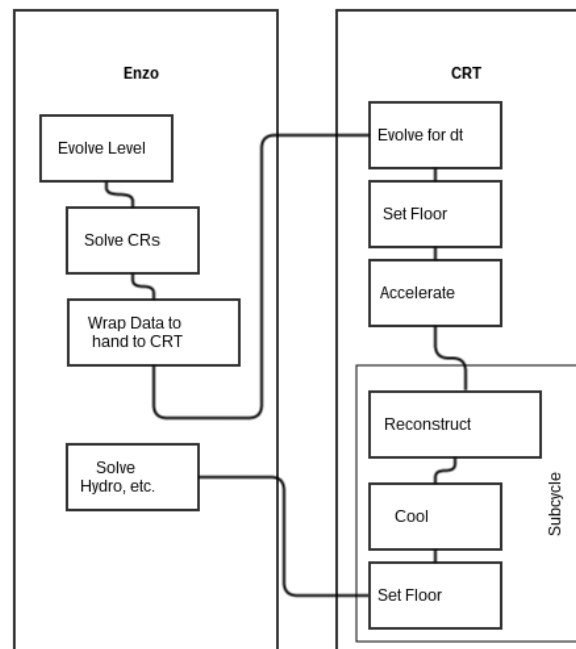 Enzo
Evolve Level
Solve CRs
Wrap Data to
hand to CRT
Solve
Hydro, etc.
CRT
Evolve for dt
Set Floor
Accelerate
Reconstruct
Cool
Set Floor
Subcycle